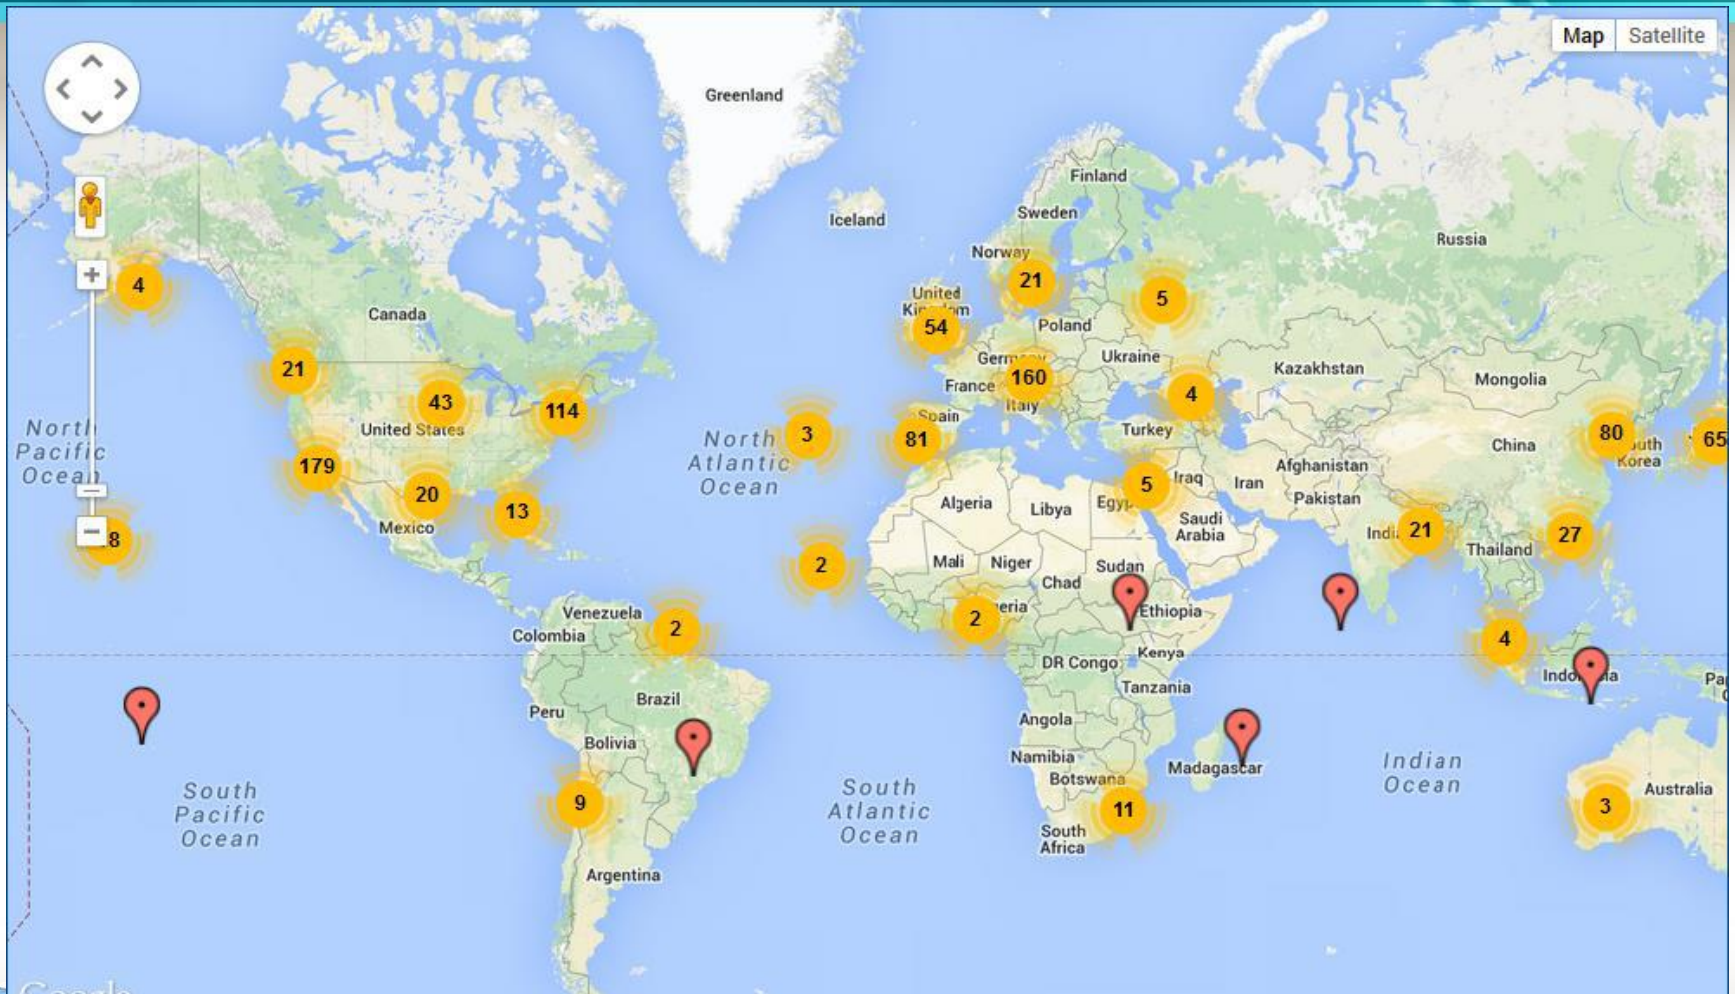 Map Satellite
Greenland
Finland
Iceland
Sweden
Russia
Norway
21
4
United
Kingdom
5
Canada
54
Poland
Germany
Ukraine
21
Kazakhstan
160
Mongolia
France
4
43
114
Italy
Spain
North
Pacific
Ocean
United States
3
Turkey
80
65
81
North
Atlantic
Ocean
China
South
Korea
179
Afghanistan
Iraq
Iran
5
20
Pakistan
Algeria
Libya
Egypt
13
Mexico
Saudi
Arabia
India
21
27
8
Thailand
2
Mali
Niger
Sudan
Chad
Venezuela
2
Nigeria
Ethiopia
2
Colombia
4
Kenya
DR Congo
Indonesia
Pa
Tanzania
Brazil
Peru
Angola
Bolivia
Namibia
Madagascar
Indian
Ocean
Botswana
South
Pacific
Ocean
South
Atlantic
Ocean
Australia
9
11
3
South
Africa
Argentina
Google